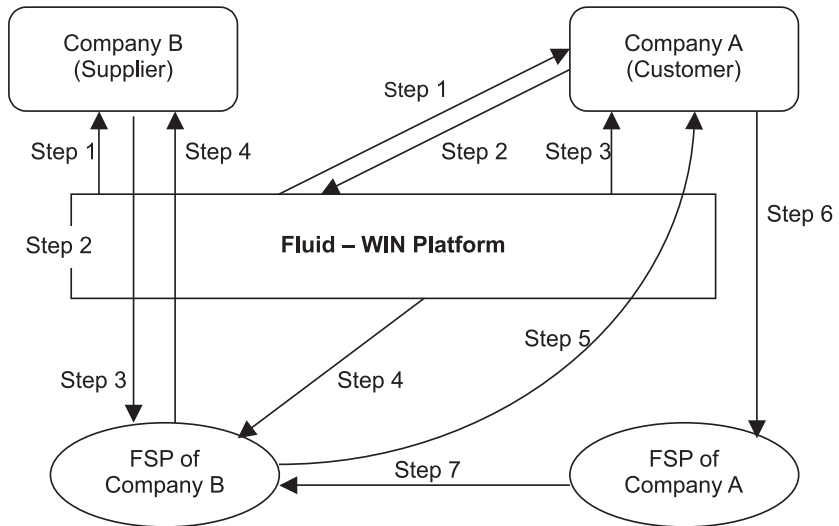 Company B
(Supplier)
Company A
(Customer)
Step 1
Step 1
Step 4
Step 2
Step 3
Step 6
Step 2
Fluid – WIN Platform
Step 5
Step 3
Step 4
FSP of
Company B
Step 7
FSP of
Company A